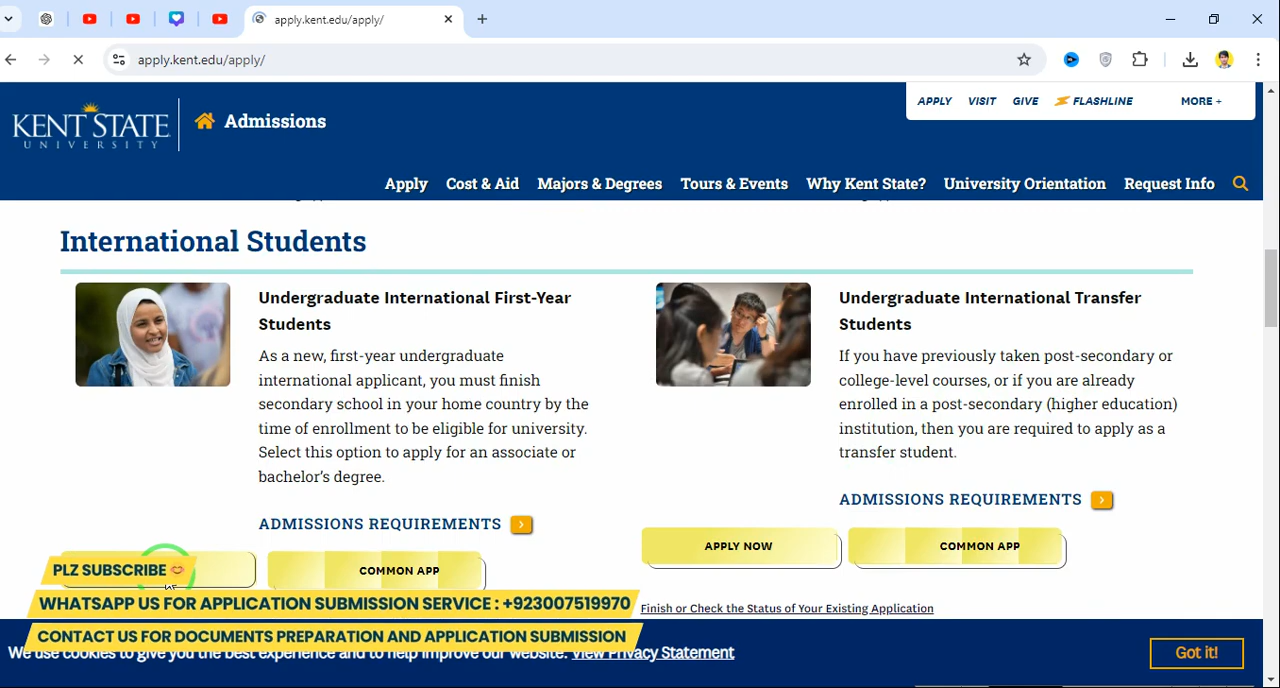 apply.kent.edu/apply/
apply.kent.edu/apply/
APPLY VISIT GIVE FLASHLINE MORE +
KENT STATE
UNIVERSITY
Admissions
Apply Cost & Aid Majors & Degrees Tours & Events Why Kent State? University Orientation Request Info
International Students
Undergraduate International First-Year
Students
As a new, first-year undergraduate
international applicant, you must finish
secondary school in your home country by the
time of enrollment to be eligible for university.
Select this option to apply for an associate or
bachelor's degree.
ADMISSIONS REQUIREMENTS
COMMON APP
Undergraduate International Transfer
Students
If you have previously taken post-secondary or
college-level courses, or if you are already
enrolled in a post-secondary (higher education)
institution, then you are required to apply as a
transfer student.
ADMISSIONS REQUIREMENTS
APPLY NOW COMMON APP
Finish or Check the Status of Your Existing Application
PLZ SUBSCRIBE
WHATSAPP US FOR APPLICATION SUBMISSION SERVICE : +923007519970
CONTACT US FOR DOCUMENTS PREPARATION AND APPLICATION SUBMISSION
We use cookies to give you the best experience and to help improve our website. View Privacy Statement
Got it!